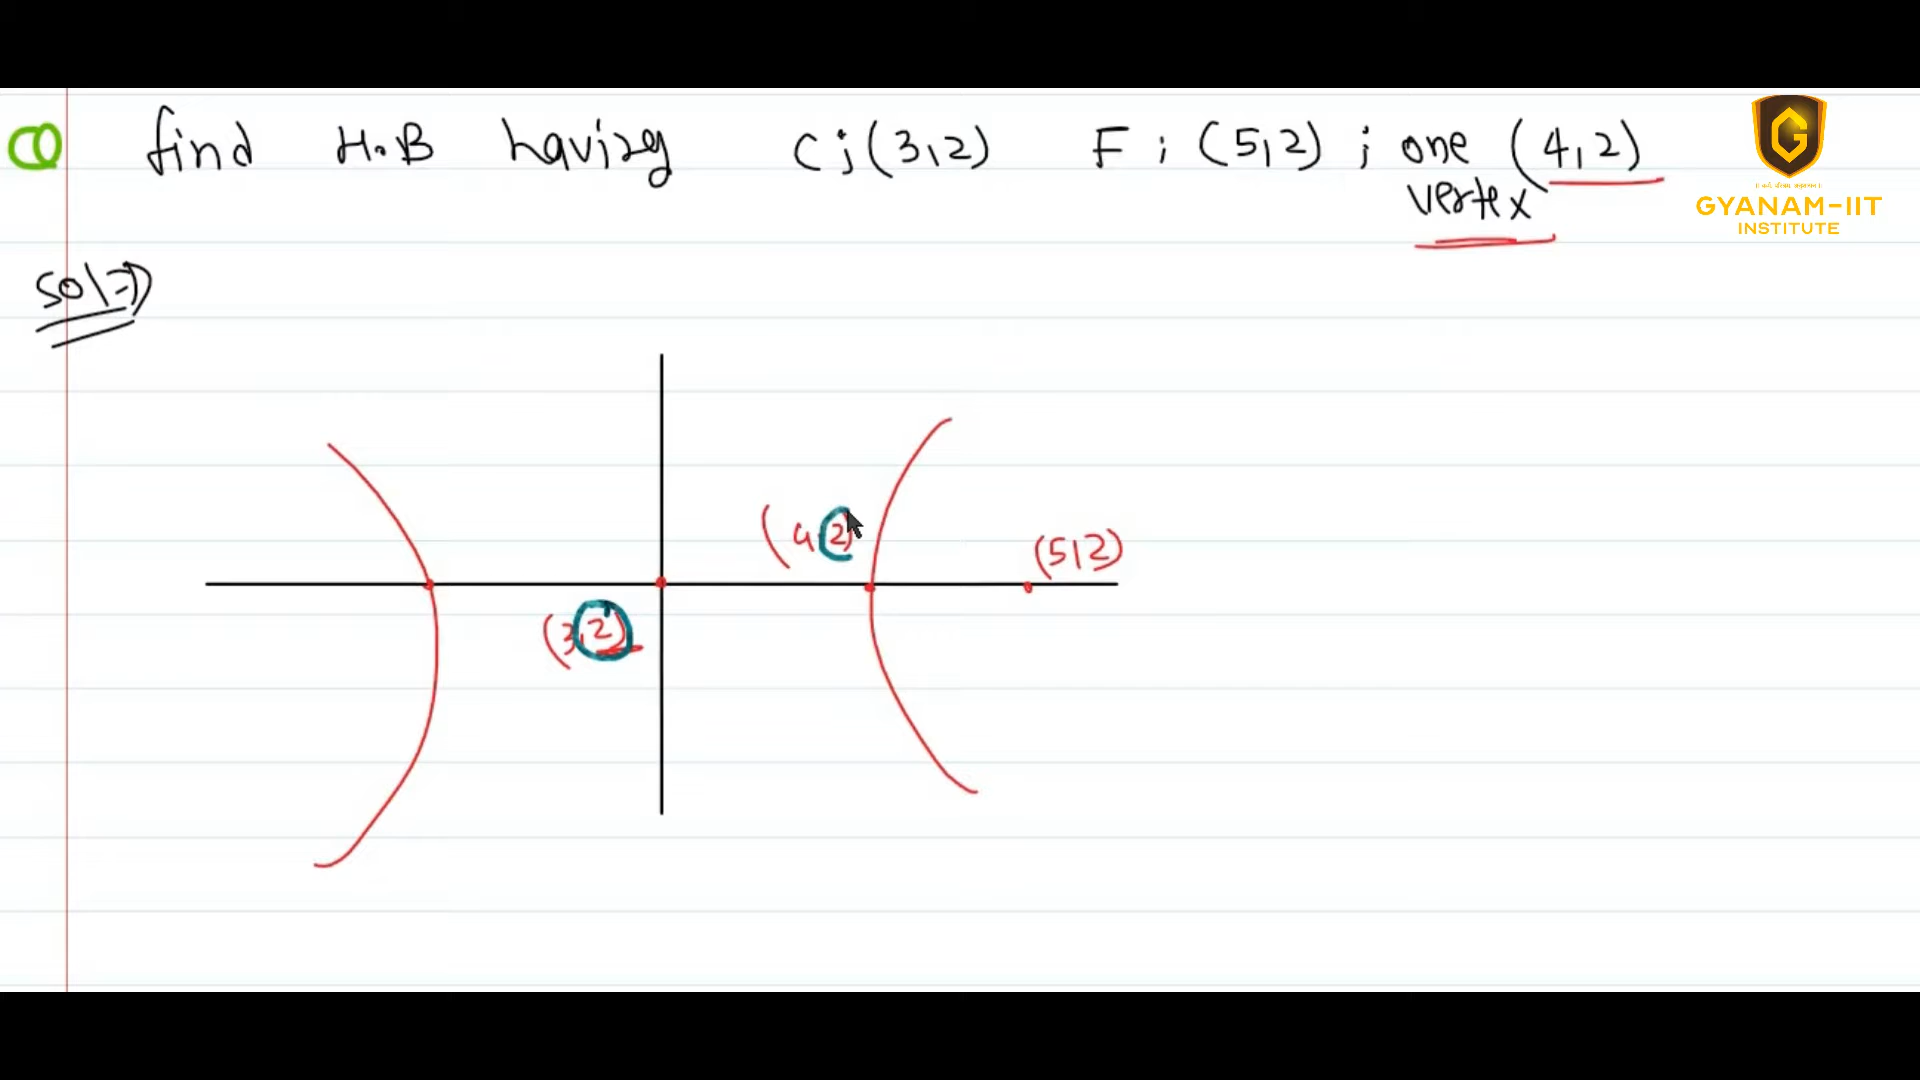 Q find H.B having C ; (3,2) F ; (5,2) ; one (4,2)
vertex
GYANAM-IIT
INSTITUTE
Sol ⇒
(4,2)
(5,2)
(3,2)